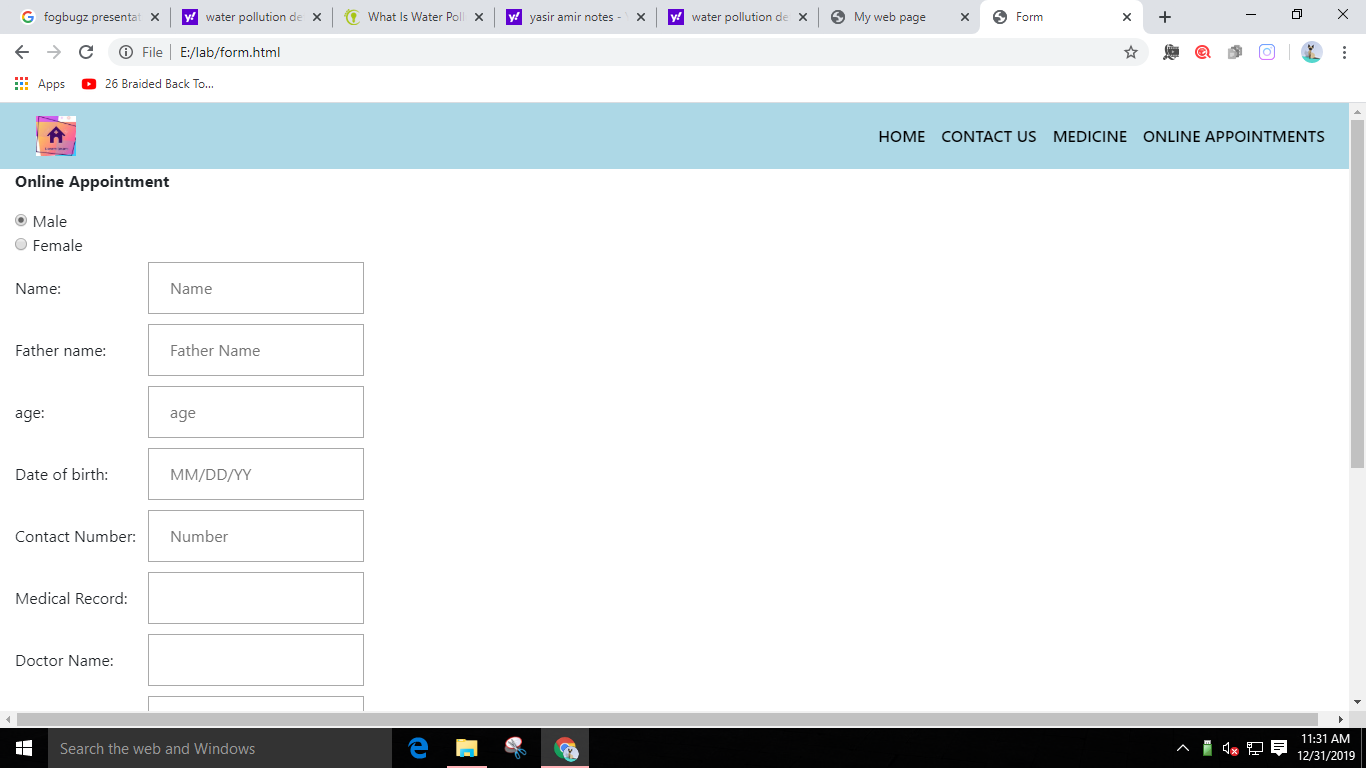 fogbugz presentat
water pollution de
What Is Water Poll
yasir amir notes - Y
water pollution de
My web page
Form
File
E:/lab/form.html
Apps
26 Braided Back To...
HOME CONTACT US MEDICINE ONLINE APPOINTMENTS
Online Appointment
Male
Female
Name: Name
Father name: Father Name
age: age
Date of birth: MM/DD/YY
Contact Number: Number
Medical Record:
Doctor Name:
Search the web and Windows
11:31 AM
12/31/2019